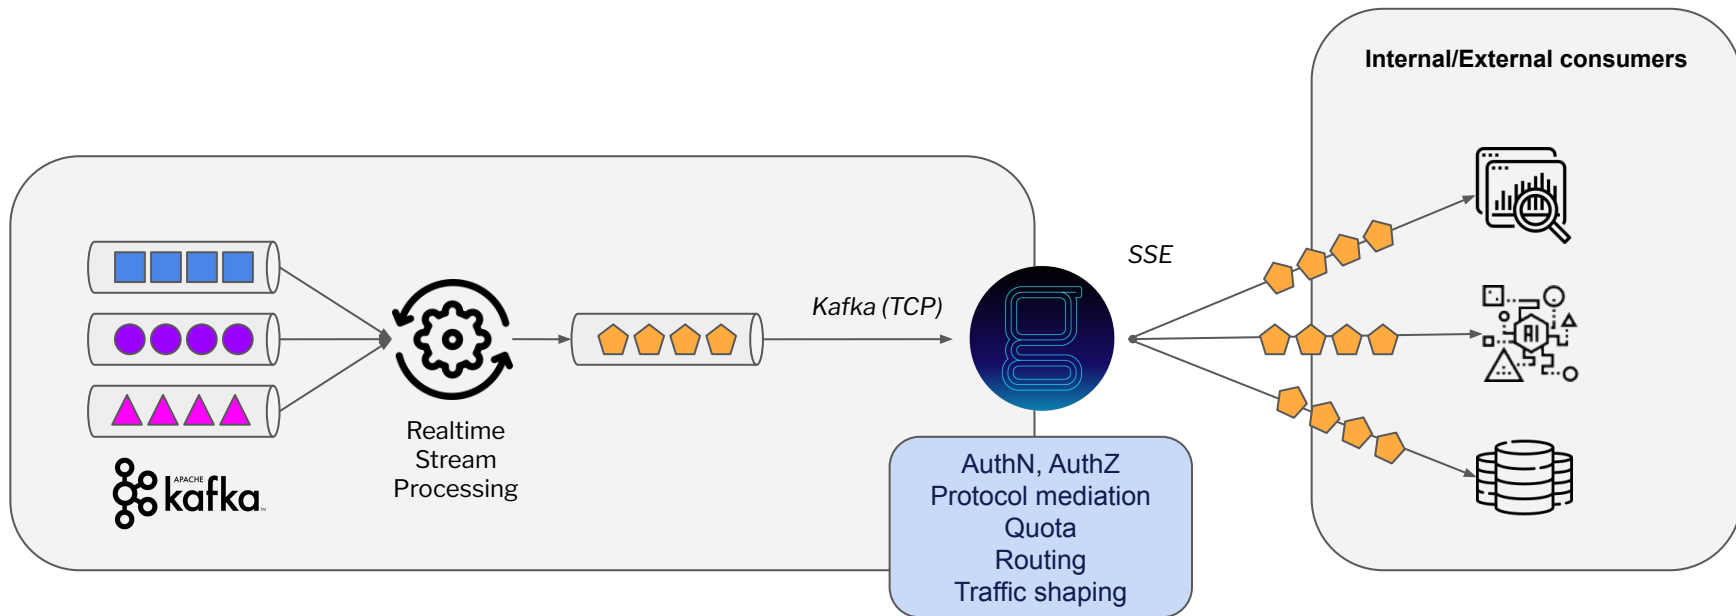 Internal/External consumers
SSE
Kafka (TCP)
AI
Realtime
Stream
Processing
APACHE
kafka
AuthN, AuthZ
Protocol mediation
Quota
Routing
Traffic shaping
g